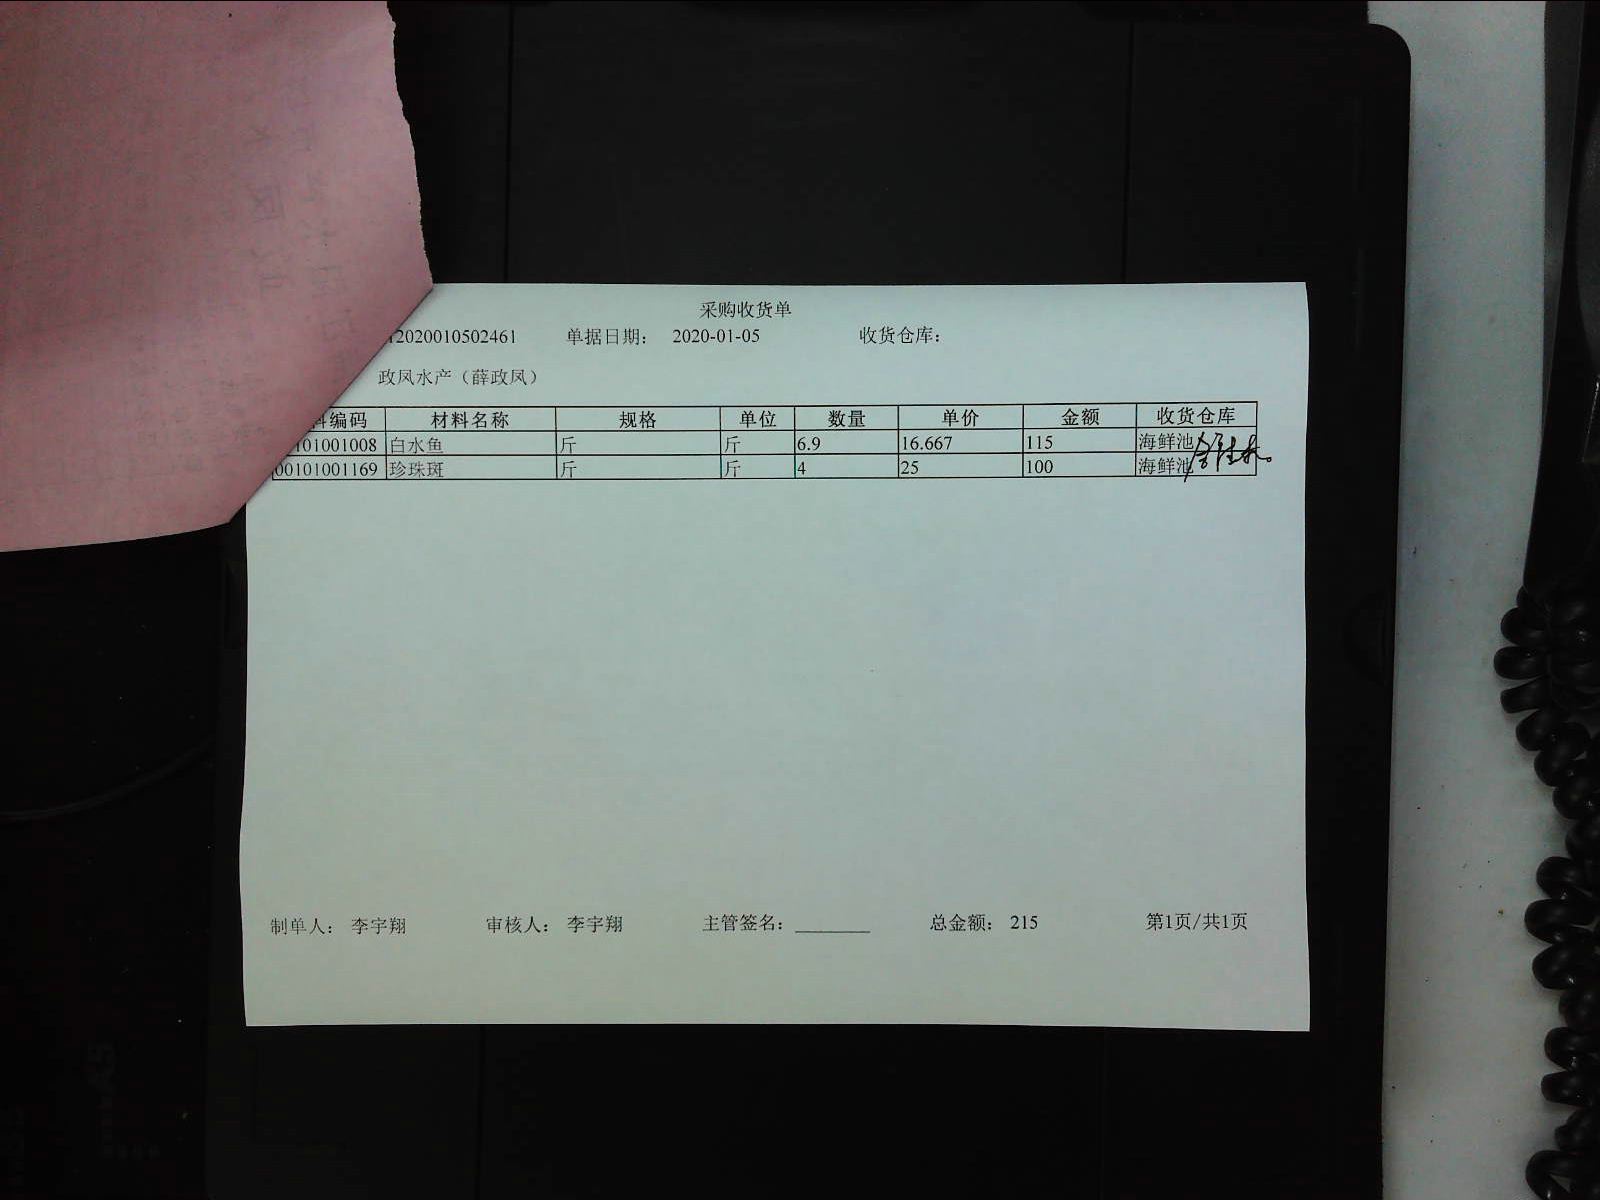 采购收货单
2020010502461 单据日期: 2020-01-05 收货仓库:
政凤水产（薛政凤）
编码 材料名称 规格 单位 数量 单价 金额 收货仓库
101001008 白水鱼 斤 斤 6.9 16.667 115 海鲜池
00101001169 珍珠斑 斤 斤 4 25 100 海鲜池
制单人: 李宇翔 审核人: 李宇翔 主管签名: ________ 总金额: 215 第1页/共1页